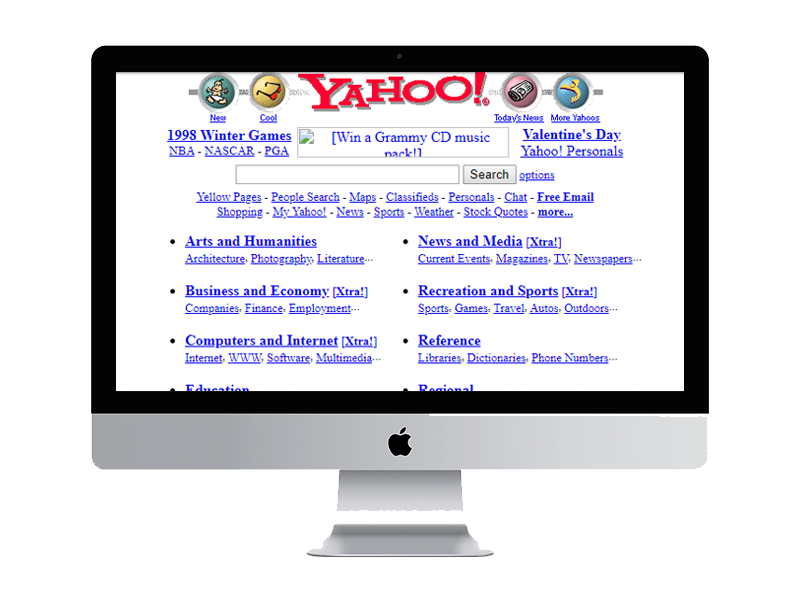 YAHOO!
New Cool Today's News More Yahoos
1998 Winter Games [Win a Grammy CD music Valentine's Day
NBA - NASCAR - PGA pack!] Yahoo! Personals
Search options
Yellow Pages - People Search - Maps - Classifieds - Personals - Chat - Free Email
Shopping - My Yahoo! - News - Sports - Weather - Stock Quotes - more...
• Arts and Humanities
Architecture, Photography, Literature...
• News and Media [Xtra!]
Current Events, Magazines, TV, Newspapers...
• Business and Economy [Xtra!]
Companies, Finance, Employment...
• Recreation and Sports [Xtra!]
Sports, Games, Travel, Autos, Outdoors...
• Computers and Internet [Xtra!]
Internet, WWW, Software, Multimedia...
• Reference
Libraries, Dictionaries, Phone Numbers...
• Education
• Regional